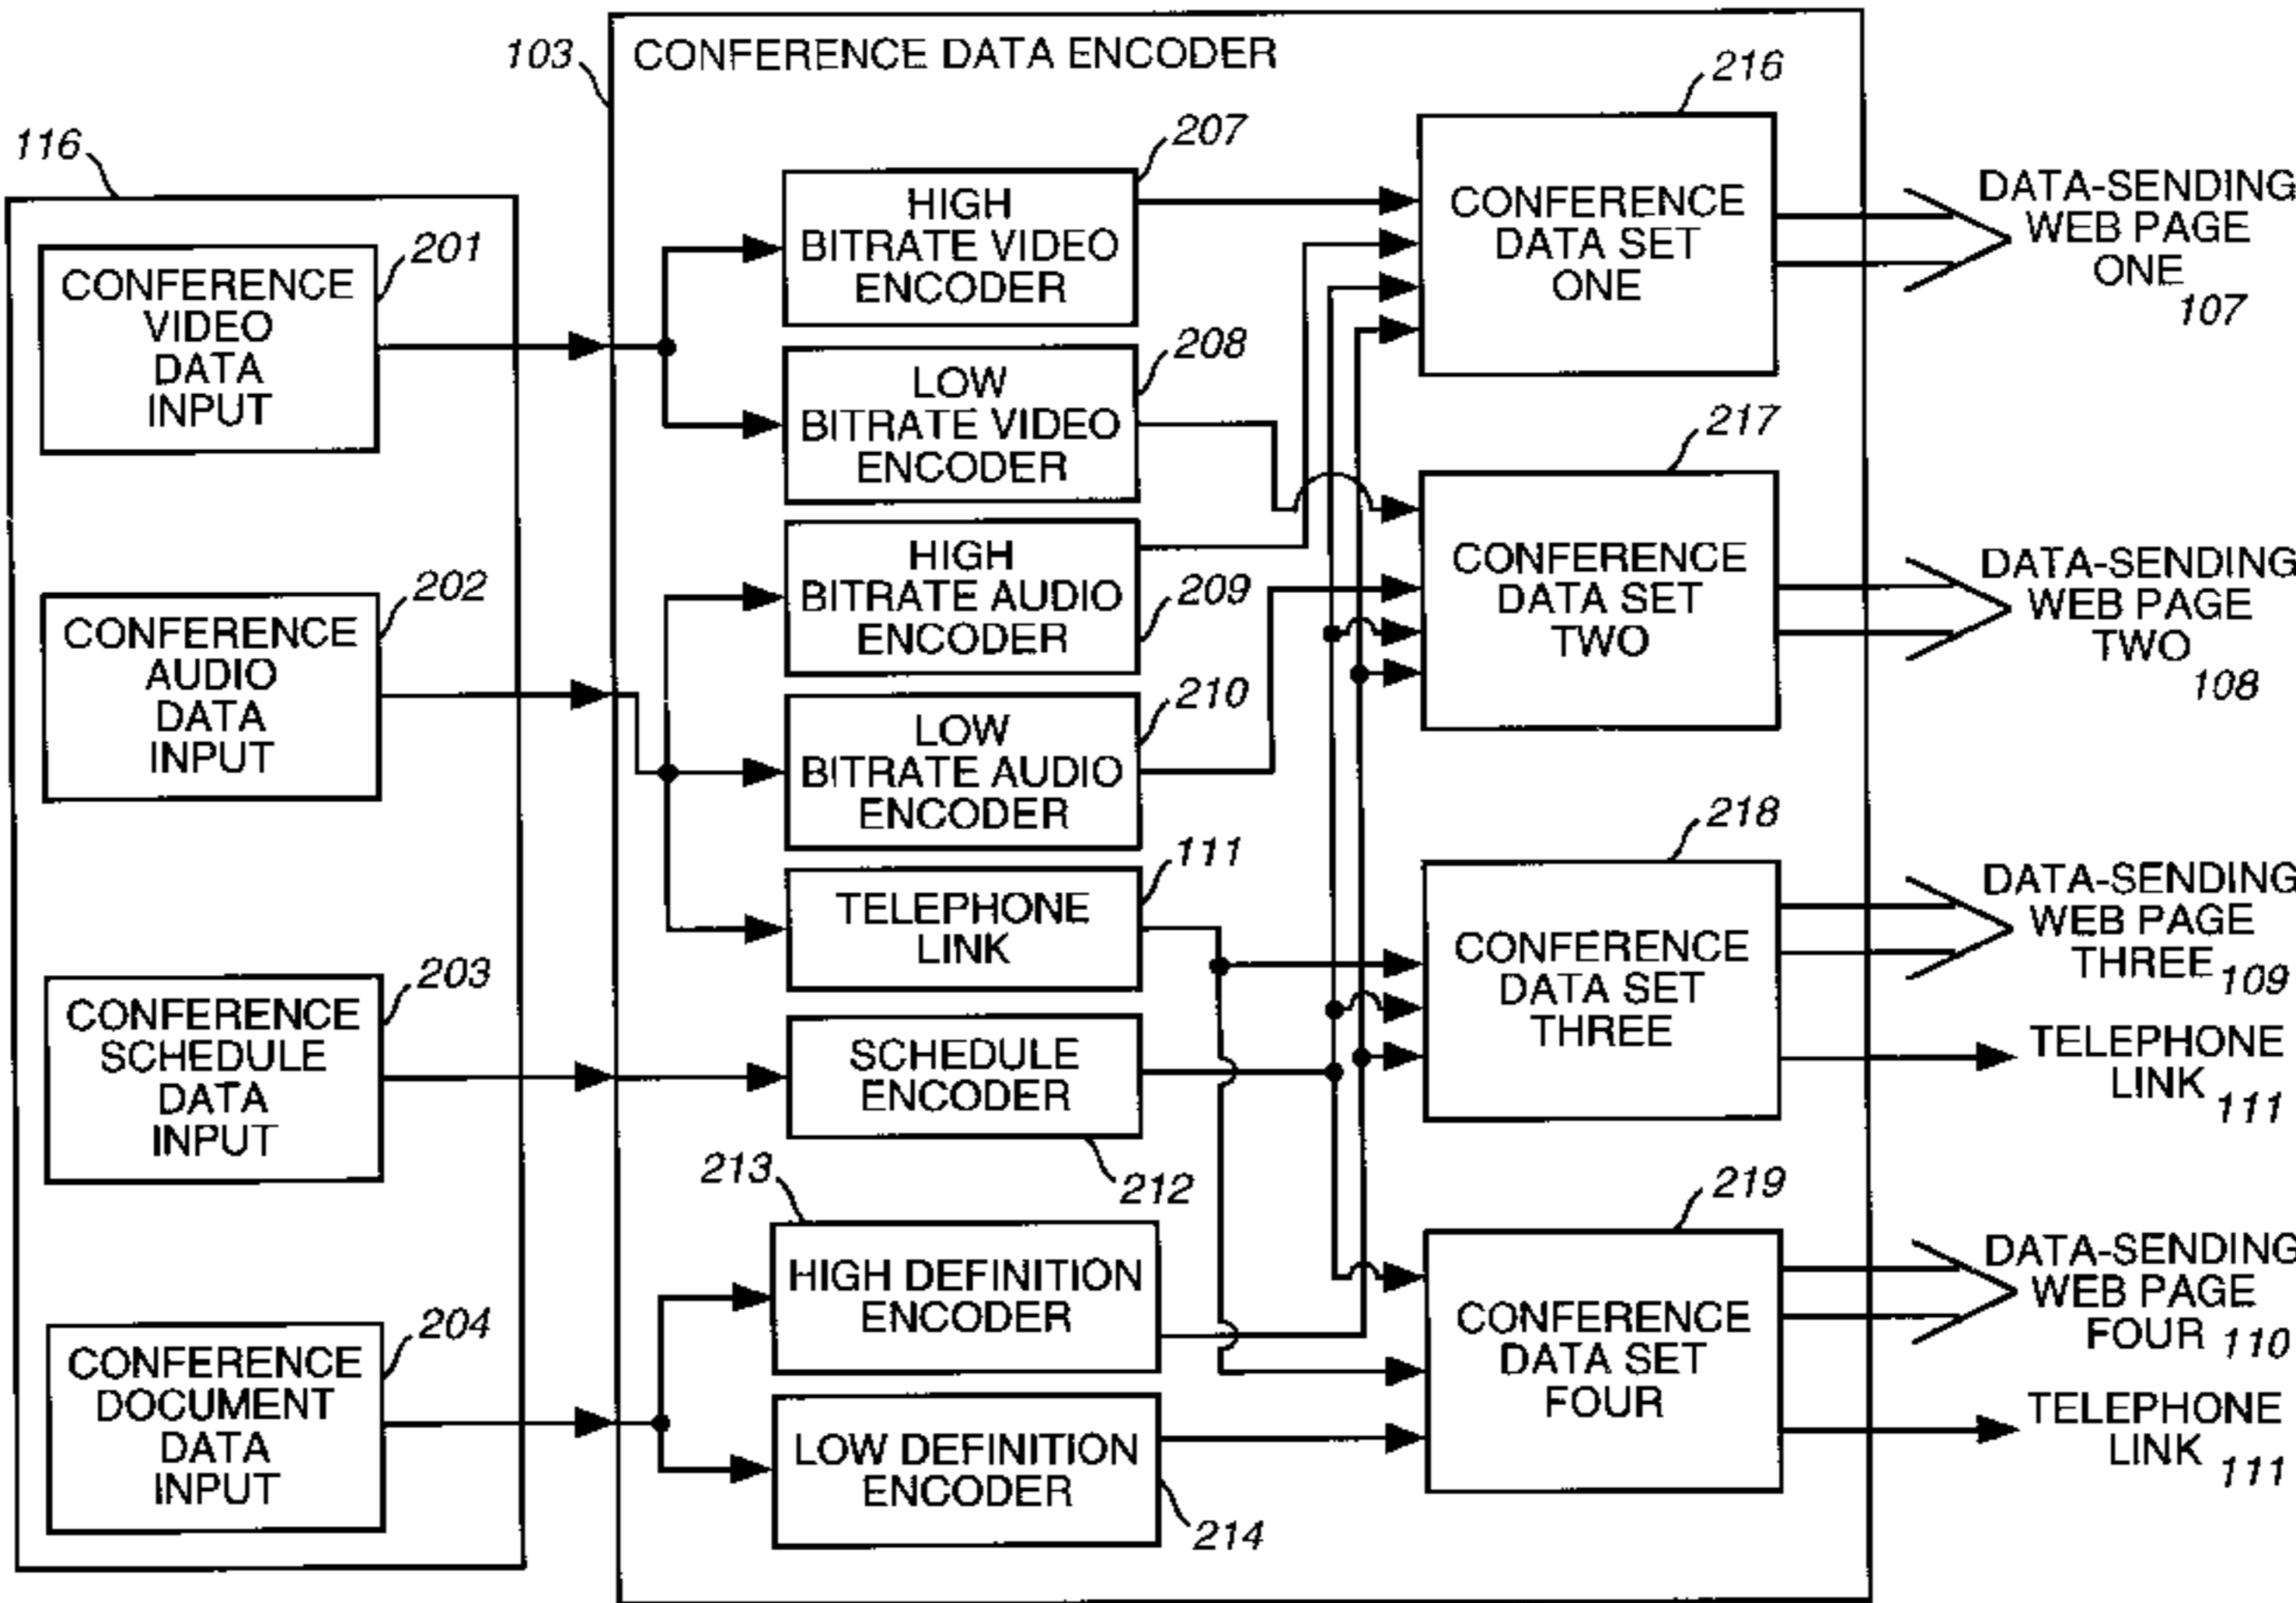 103
CONFERENCE DATA ENCODER
116
201
CONFERENCE
VIDEO
DATA
INPUT
202
CONFERENCE
AUDIO
DATA
INPUT
203
CONFERENCE
SCHEDULE
DATA
INPUT
204
CONFERENCE
DOCUMENT
DATA
INPUT
207
HIGH
BITRATE VIDEO
ENCODER
208
LOW
BITRATE VIDEO
ENCODER
HIGH
BITRATE AUDIO
ENCODER
209
210
LOW
BITRATE AUDIO
ENCODER
111
TELEPHONE
LINK
SCHEDULE
ENCODER
212
213
HIGH DEFINITION
ENCODER
LOW DEFINITION
ENCODER
214
216
CONFERENCE
DATA SET
ONE
217
CONFERENCE
DATA SET
TWO
218
CONFERENCE
DATA SET
THREE
219
CONFERENCE
DATA SET
FOUR
DATA-SENDING
WEB PAGE
ONE
107
DATA-SENDING
WEB PAGE
TWO
108
DATA-SENDING
WEB PAGE
THREE 109
TELEPHONE
LINK 111
DATA-SENDING
WEB PAGE
FOUR 110
TELEPHONE
LINK 111